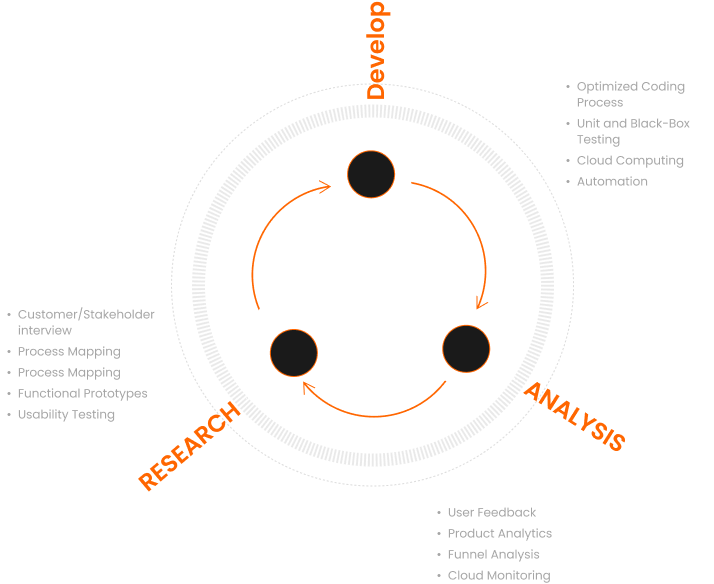 Develop
• Optimized Coding
Process
• Unit and Black-Box
Testing
• Cloud Computing
• Automation
• Customer/Stakeholder
interview
• Process Mapping
• Process Mapping
• Functional Prototypes
• Usability Testing
RESEARCH
ANALYSIS
• User Feedback
• Product Analytics
• Funnel Analysis
• Cloud Monitoring